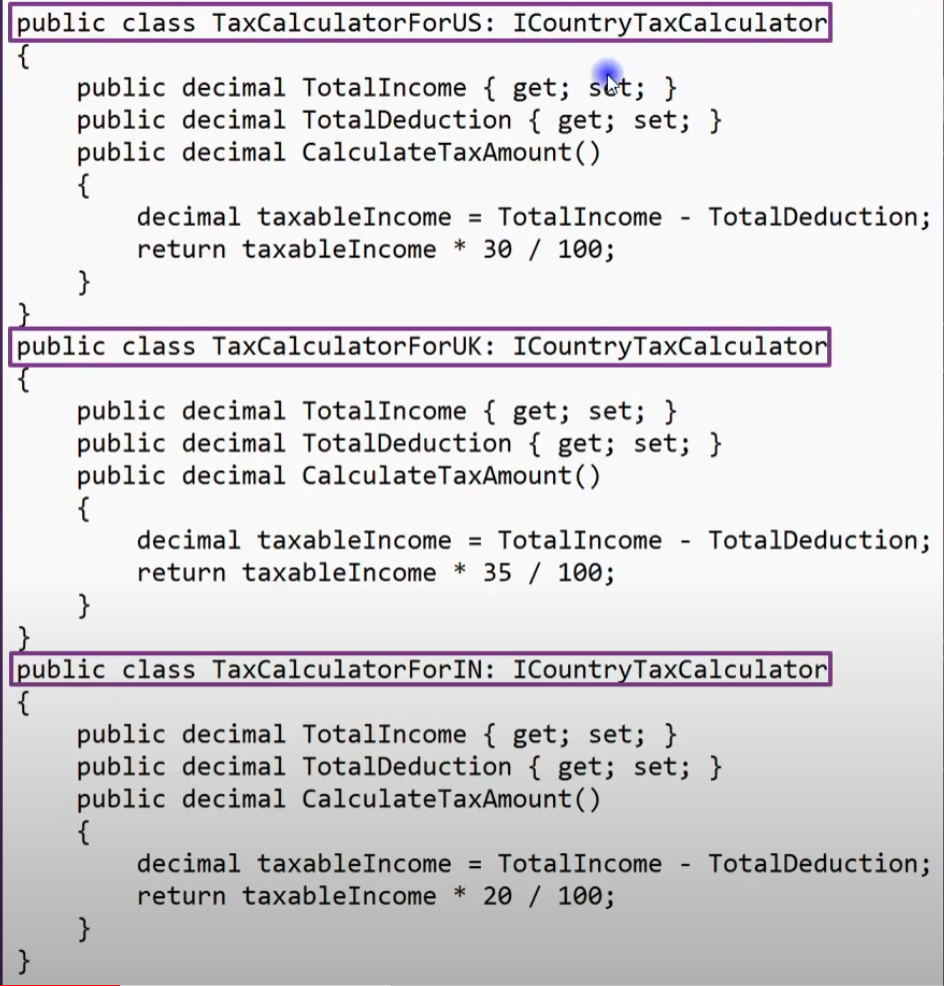 public class TaxCalculatorForUS: ICountryTaxCalculator
{
    public decimal TotalIncome { get; set; }
    public decimal TotalDeduction { get; set; }
    public decimal CalculateTaxAmount()
    {
        decimal taxableIncome = TotalIncome - TotalDeduction;
        return taxableIncome * 30 / 100;
    }
}
public class TaxCalculatorForUK: ICountryTaxCalculator
{
    public decimal TotalIncome { get; set; }
    public decimal TotalDeduction { get; set; }
    public decimal CalculateTaxAmount()
    {
        decimal taxableIncome = TotalIncome - TotalDeduction;
        return taxableIncome * 35 / 100;
    }
}
public class TaxCalculatorForIN: ICountryTaxCalculator
{
    public decimal TotalIncome { get; set; }
    public decimal TotalDeduction { get; set; }
    public decimal CalculateTaxAmount()
    {
        decimal taxableIncome = TotalIncome - TotalDeduction;
        return taxableIncome * 20 / 100;
    }
}